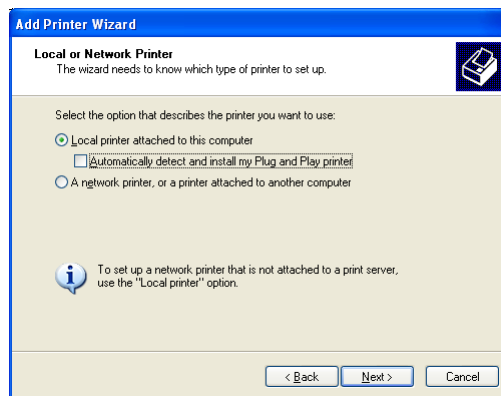 Add Printer Wizard
Local or Network Printer
The wizard needs to know which type of printer to set up.
Select the option that describes the printer you want to use:
Local printer attached to this computer
Automatically detect and install my Plug and Play printer
A network printer, or a printer attached to another computer
To set up a network printer that is not attached to a print server,
use the "Local printer" option.
< Back Next > Cancel